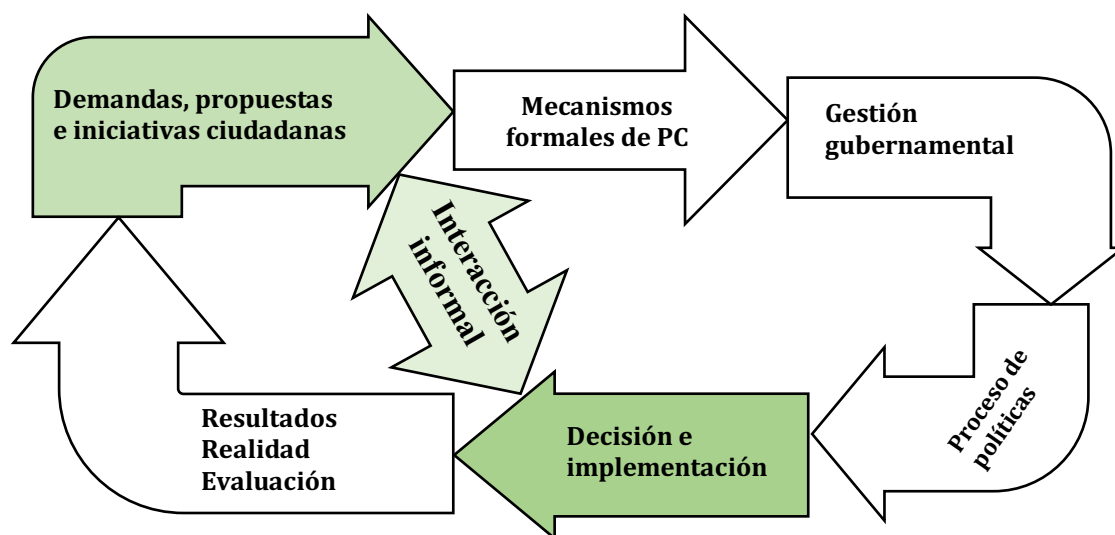 Demandas, propuestas
e iniciativas ciudadanas
Mecanismos
formales de PC
Gestión
gubernamental
Interacción
informal
Proceso de
políticas
Decisión e
implementación
Resultados
Realidad
Evaluación